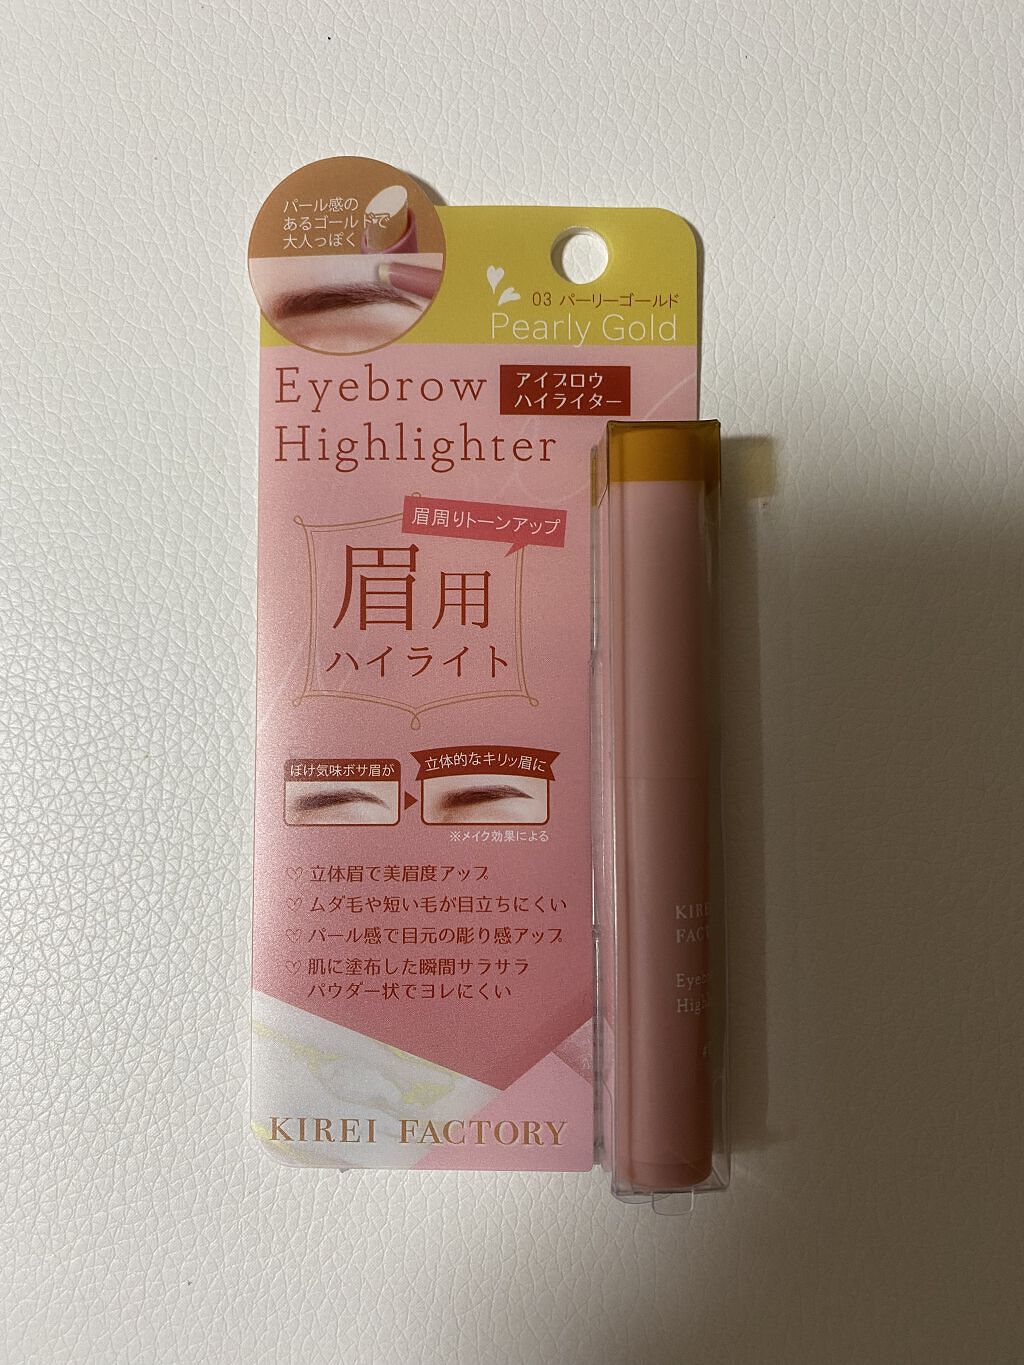 パール感の
あるゴールドで
大人っぽく
03 パーリーゴールド
Pearly Gold
Eyebrow
Highlighter
アイブロウ
ハイライター
眉周りトーンアップ
眉用
ハイライト
ぼけ気味ボサ眉が
立体的なキリッ眉に
※メイク効果による
♡ 立体眉で美眉度アップ
♡ ムダ毛や短い毛が目立ちにくい
♡ パール感で目元の彫り感アップ
♡ 肌に塗布した瞬間サラサラ
パウダー状でヨレにくい
KIREI FACTORY